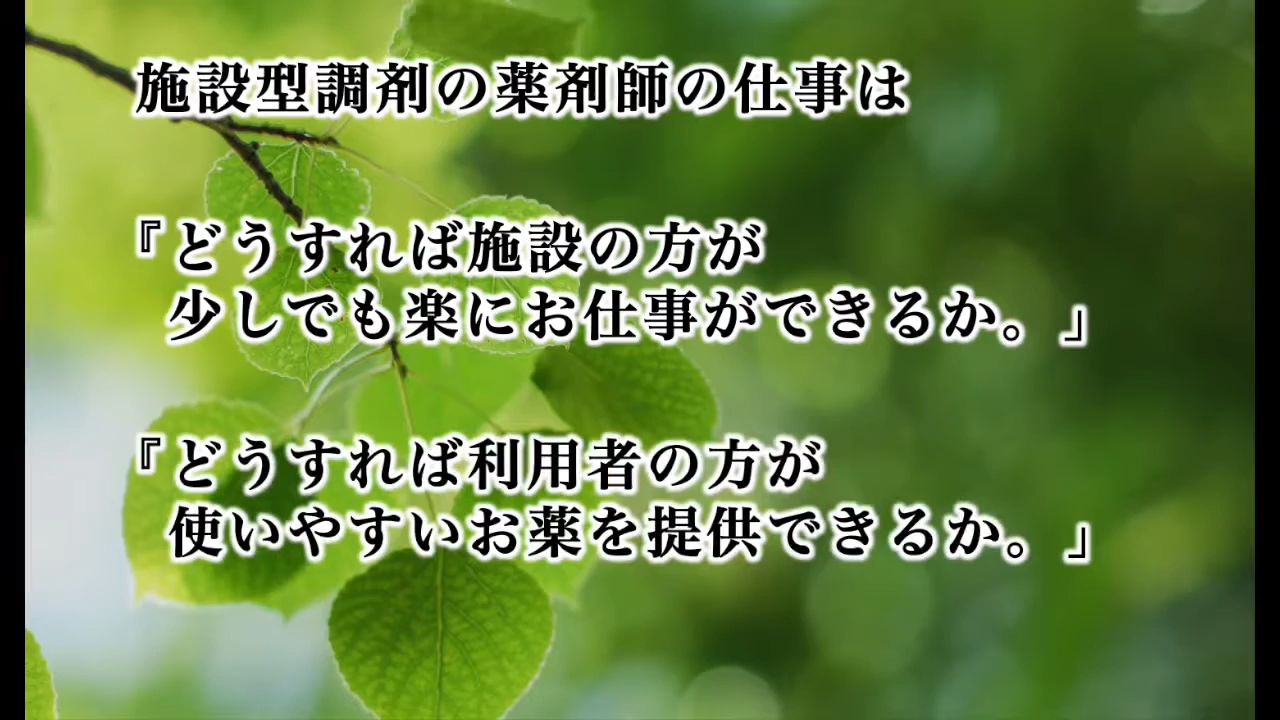 施設型調剤の薬剤師の仕事は
『どうすれば施設の方が
少しでも楽にお仕事ができるか。」
『どうすれば利用者の方が
使いやすいお薬を提供できるか。」